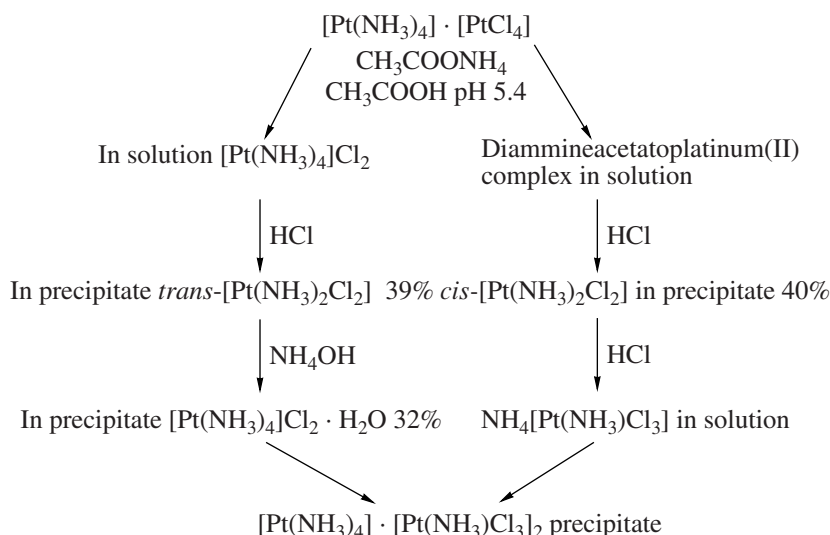 [Pt(NH₃)₄] · [PtCl₄]
CH₃COONH₄
CH₃COOH pH 5.4
In solution [Pt(NH₃)₄]Cl₂
Diammineacetatoplatinum(II)
complex in solution
HCl
HCl
In precipitate trans-[Pt(NH₃)₂Cl₂] 39% cis-[Pt(NH₃)₂Cl₂] in precipitate 40%
NH₄OH
HCl
In precipitate [Pt(NH₃)₄]Cl₂ · H₂O 32%
NH₄[Pt(NH₃)Cl₃] in solution
[Pt(NH₃)₄] · [Pt(NH₃)Cl₃]₂ precipitate